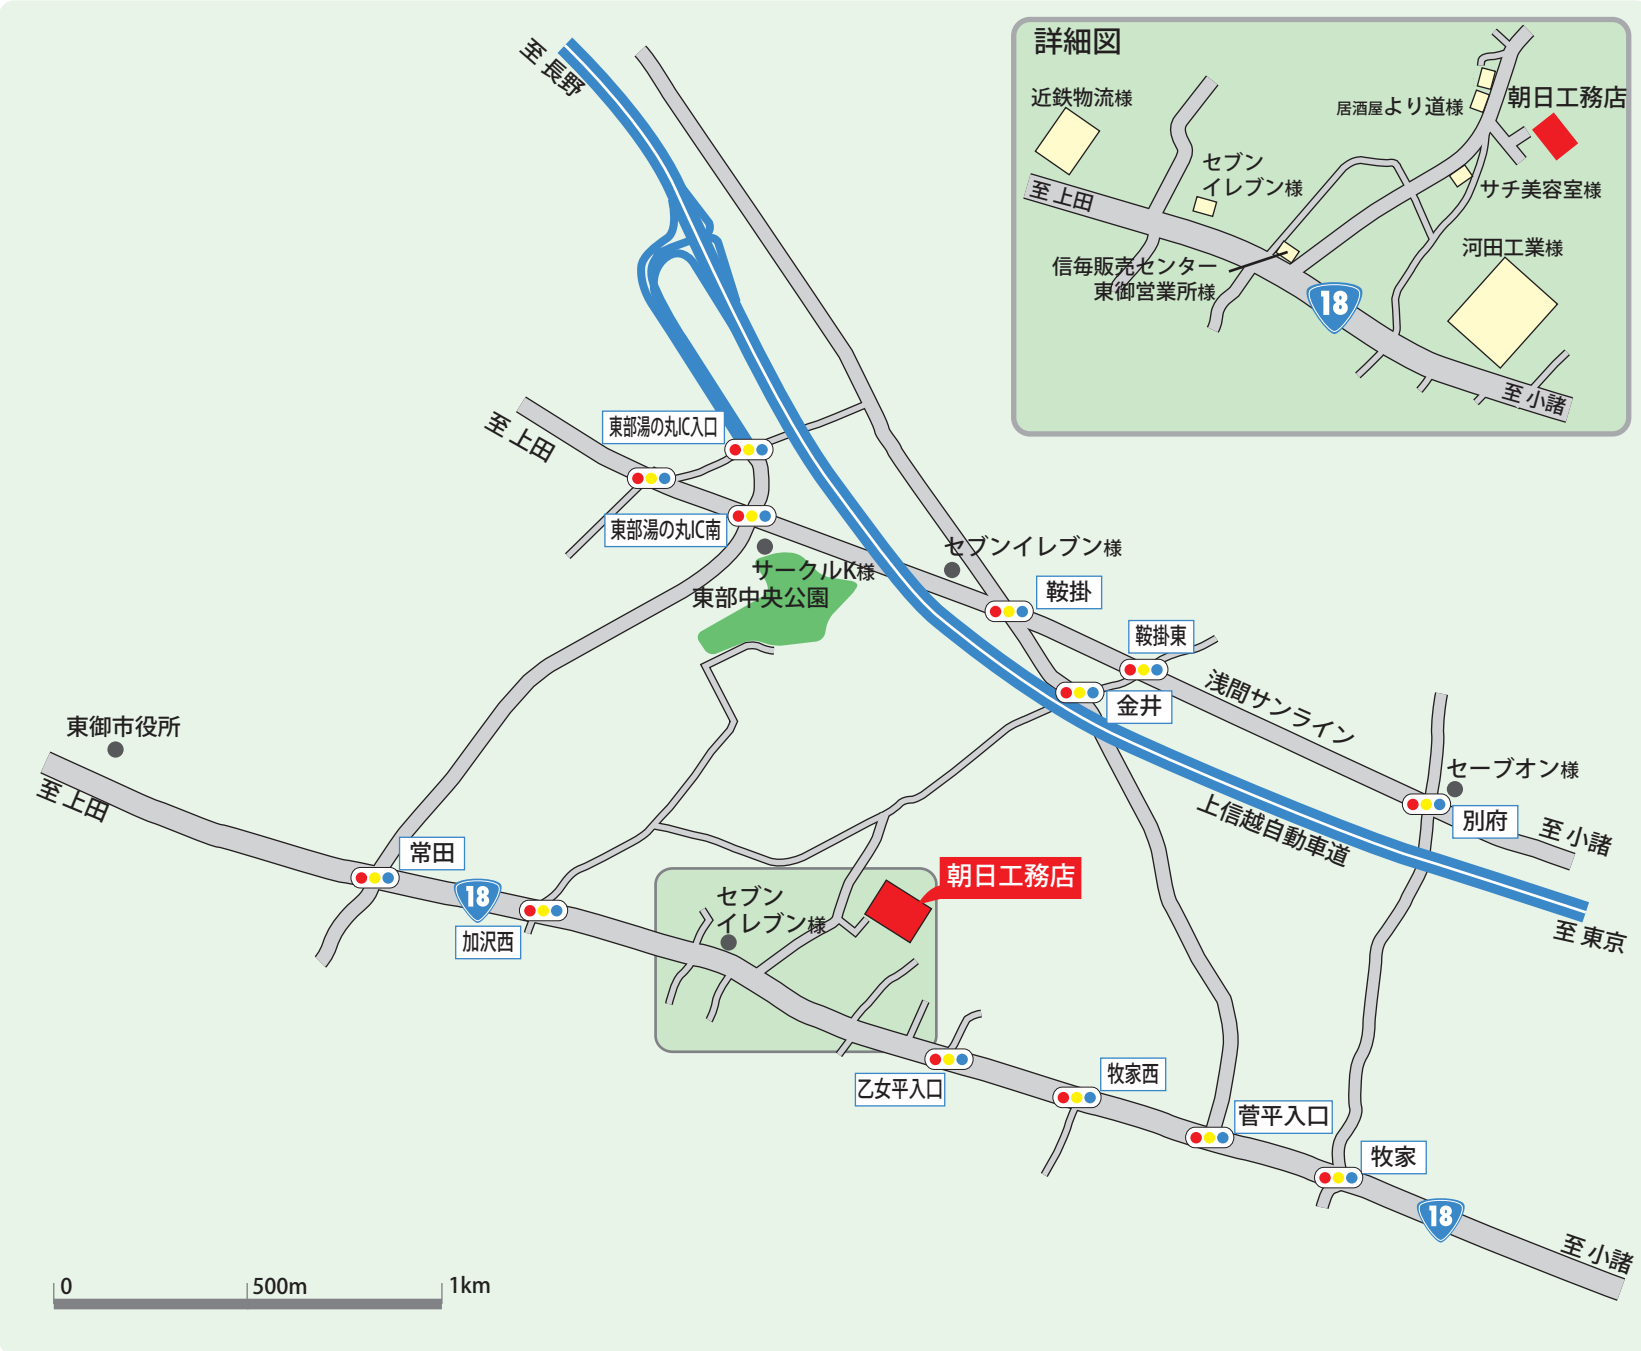 至 長野
詳細図
近鉄物流様
居酒屋より道様
朝日工務店
セブン
イレブン様
至 上田
サチ美容室様
河田工業様
信毎販売センター
東御営業所様
18
至 小諸
至 上田
東部湯の丸IC入口
東部湯の丸IC南
サークルK様
東部中央公園
セブンイレブン様
鞍掛
鞍掛東
金井
浅間サンライン
東御市役所
至 上田
セーブオン様
別府
至 小諸
上信越自動車道
常田
18
加沢西
セブン
イレブン様
朝日工務店
至 東京
乙女平入口
牧家西
菅平入口
牧家
18
至 小諸
0
500m
1km